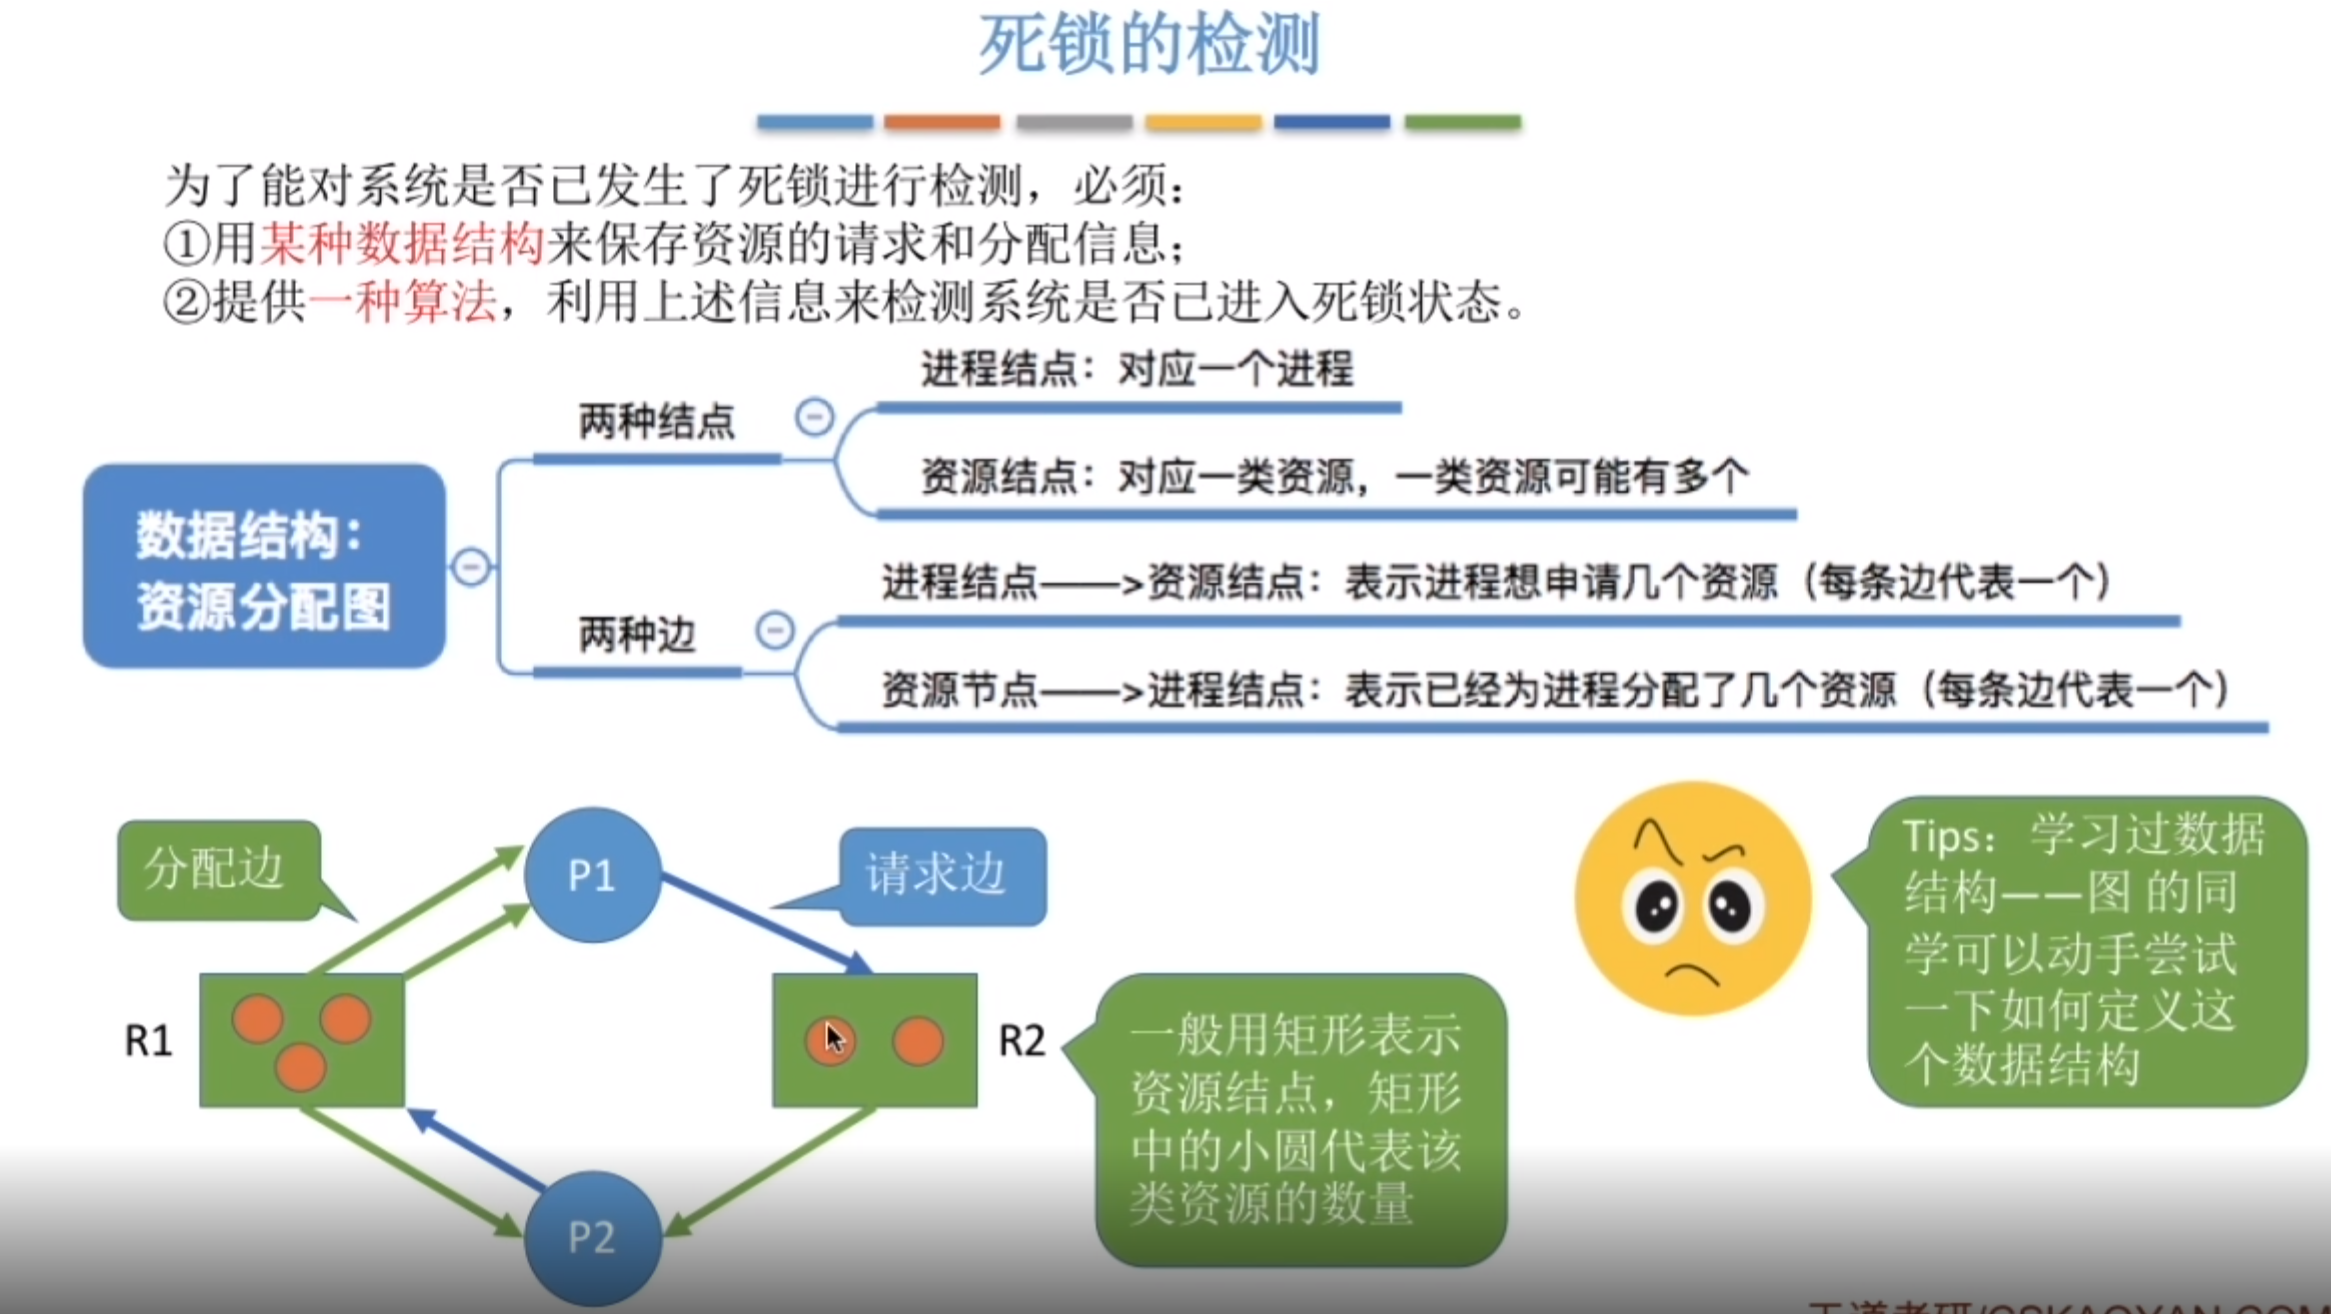 死锁的检测
为了能对系统是否已发生了死锁进行检测，必须：
①用某种数据结构来保存资源的请求和分配信息；
②提供一种算法，利用上述信息来检测系统是否已进入死锁状态。
进程结点：对应一个进程
两种结点
资源结点：对应一类资源，一类资源可能有多个
数据结构：
资源分配图
进程结点——>资源结点：表示进程想申请几个资源（每条边代表一个）
两种边
资源节点——>进程结点：表示已经为进程分配了几个资源（每条边代表一个）
分配边
P1
请求边
R1
R2
P2
一般用矩形表示
资源结点，矩形
中的小圆代表该
类资源的数量
Tips： 学习过数据
结构——图 的同
学可以动手尝试
一下如何定义这
个数据结构